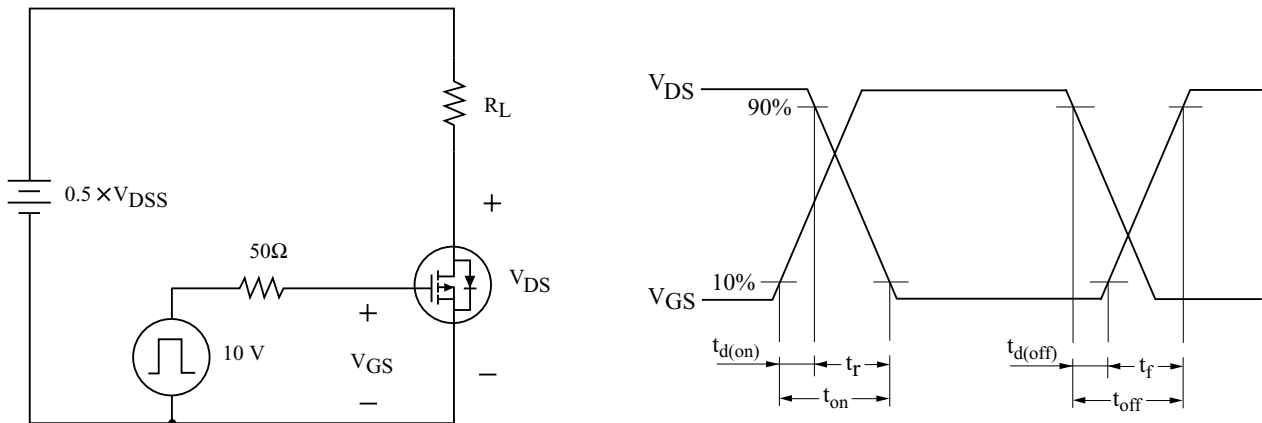 R_L
0.5 × V_DSS
+
50Ω
V_DS
+
10 V
V_GS
−
−
V_DS
90%
10%
V_GS
t_d(on)
t_r
t_on
t_d(off)
t_f
t_off